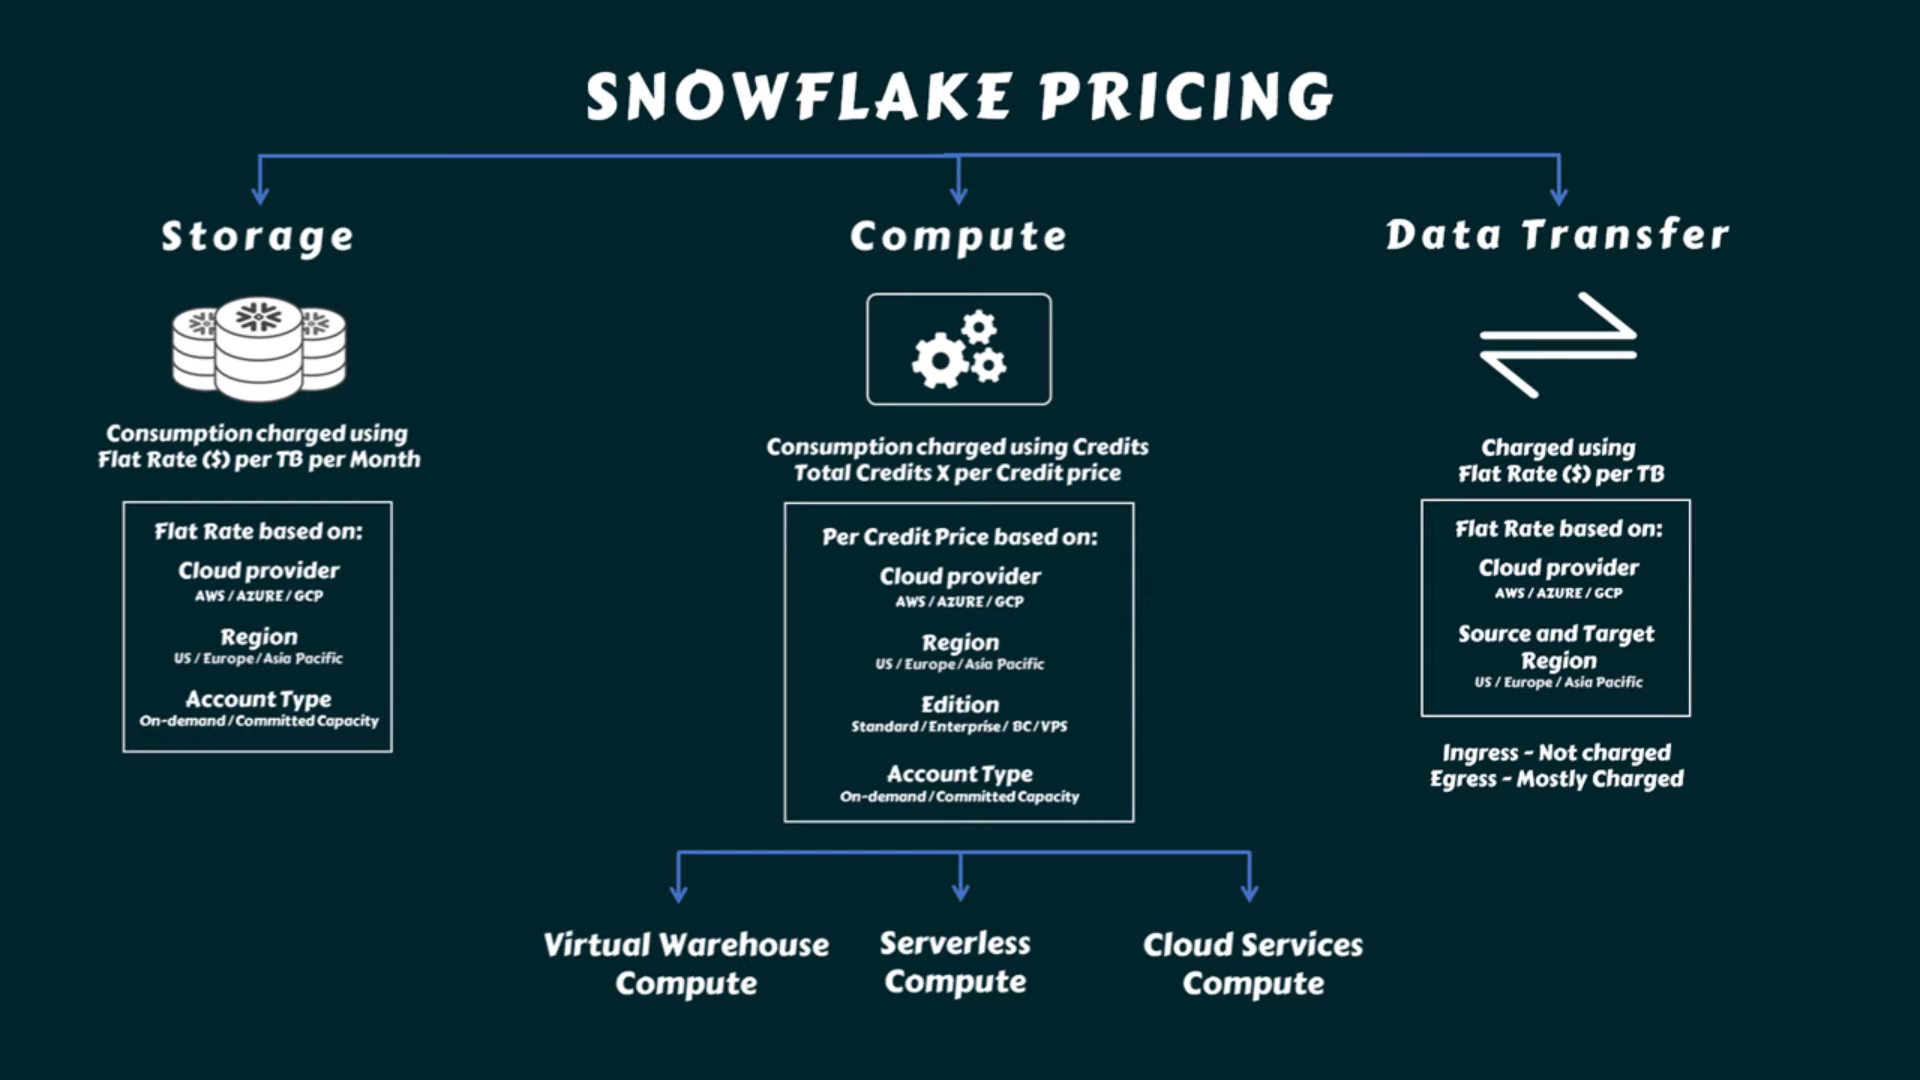 SNOWFLAKE PRICING
Storage
Consumption charged using
Flat Rate ($) per TB per Month
Flat Rate based on:
Cloud provider
AWS / AZURE / GCP
Region
US / Europe / Asia Pacific
Account Type
On-demand / Committed Capacity
Compute
Consumption charged using Credits
Total Credits X per Credit price
Per Credit Price based on:
Cloud provider
AWS / AZURE / GCP
Region
US / Europe / Asia Pacific
Edition
Standard / Enterprise / BC / VPS
Account Type
On-demand / Committed Capacity
Virtual Warehouse
Compute
Serverless
Compute
Cloud Services
Compute
Data Transfer
Charged using
Flat Rate ($) per TB
Flat Rate based on:
Cloud provider
AWS / AZURE / GCP
Source and Target
Region
US / Europe / Asia Pacific
Ingress - Not charged
Egress - Mostly Charged